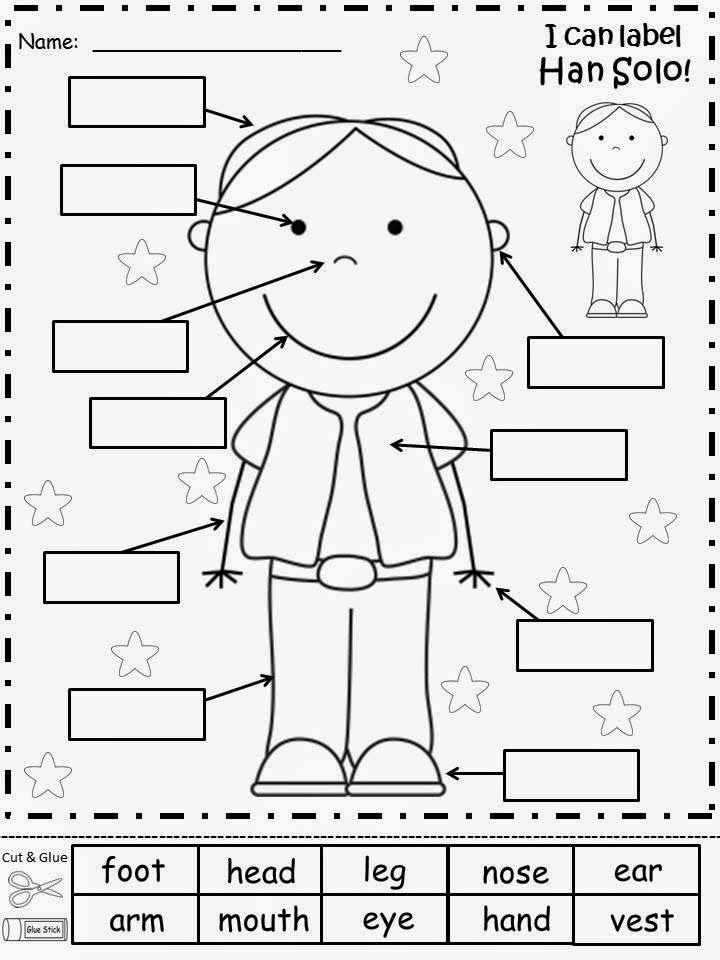 Name: ____________________
I can label
Han Solo!
Cut & Glue
foot head leg nose ear
arm mouth eye hand vest
Glue Stick